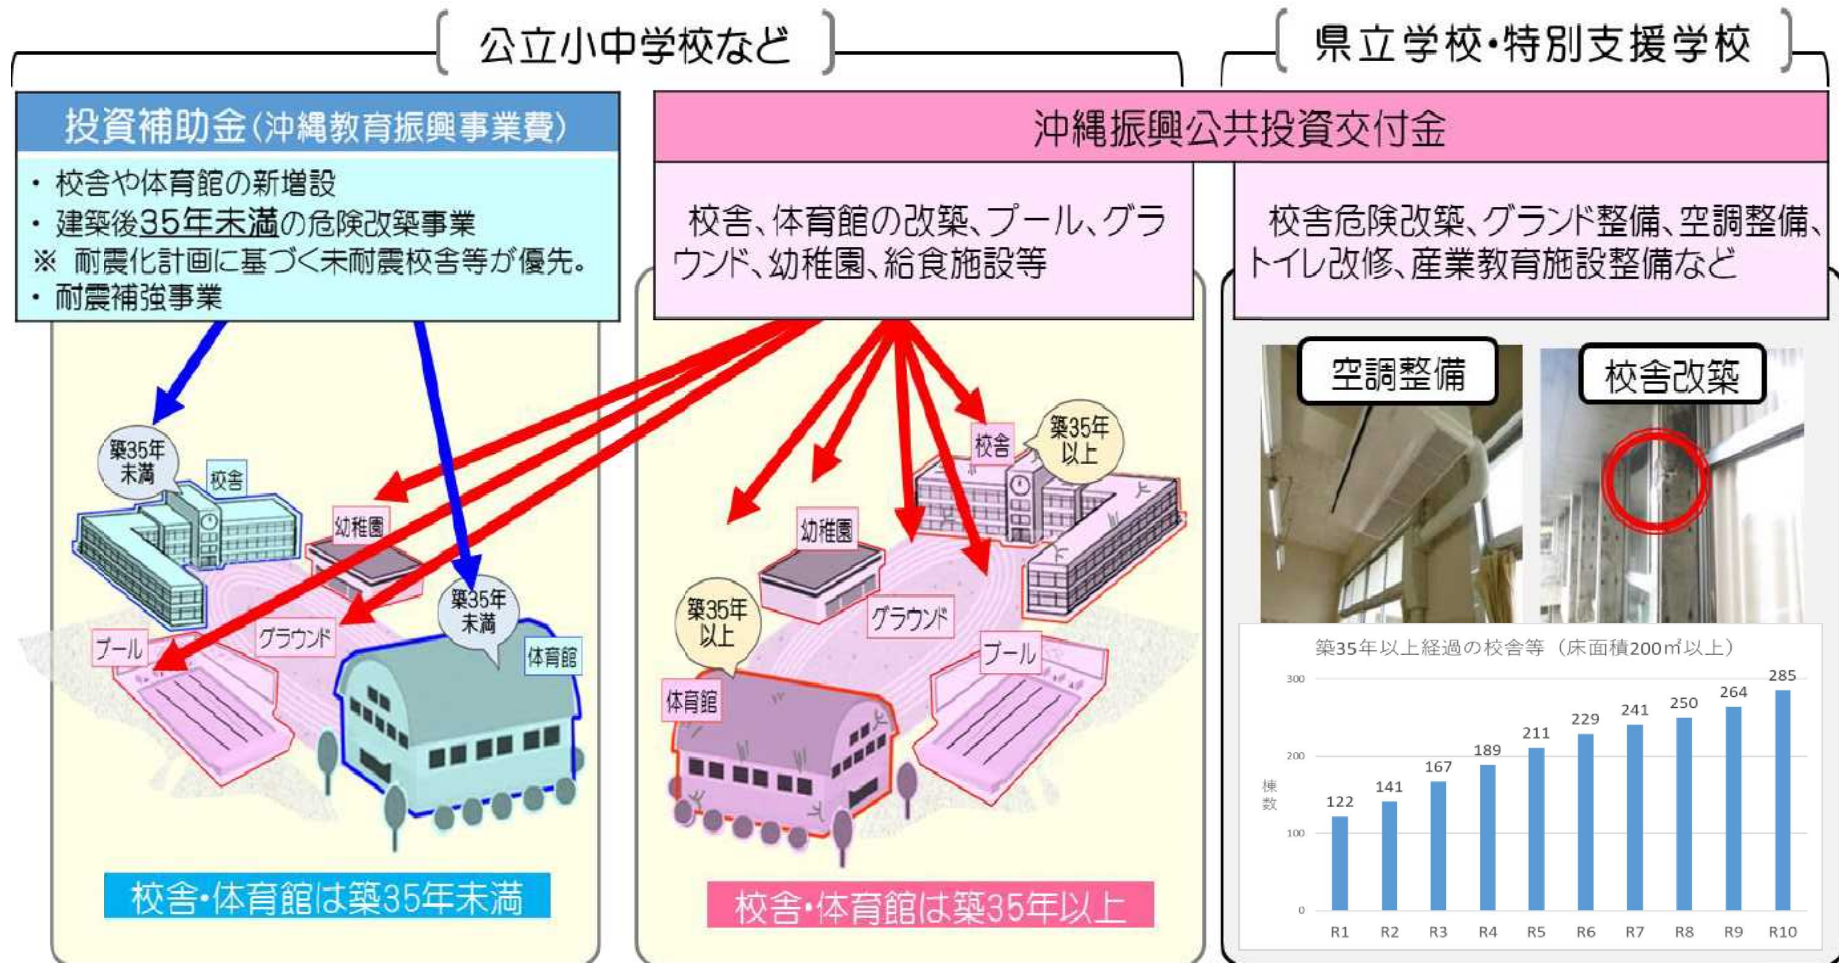 公立小中学校など
県立学校・特別支援学校
投資補助金(沖縄教育振興事業費)
・ 校舎や体育館の新増設
・ 建築後35年未満の危険改築事業
※ 耐震化計画に基づく未耐震校舎等が優先。
・ 耐震補強事業
沖縄振興公共投資交付金
校舎、体育館の改築、プール、グラ
ウンド、幼稚園、給食施設等
校舎危険改築、グランド整備、空調整備、
トイレ改修、産業教育施設整備など
築35年
未満
校舎
幼稚園
築35年
未満
プール
グラウンド
体育館
校舎・体育館は築35年未満
校舎
築35年
以上
幼稚園
築35年
以上
グラウンド
プール
体育館
校舎・体育館は築35年以上
空調整備
校舎改築
築35年以上経過の校舎等（床面積200㎡以上）
棟
数
300
200
100
0
122
141
167
189
211
229
241
250
264
285
R1
R2
R3
R4
R5
R6
R7
R8
R9
R10